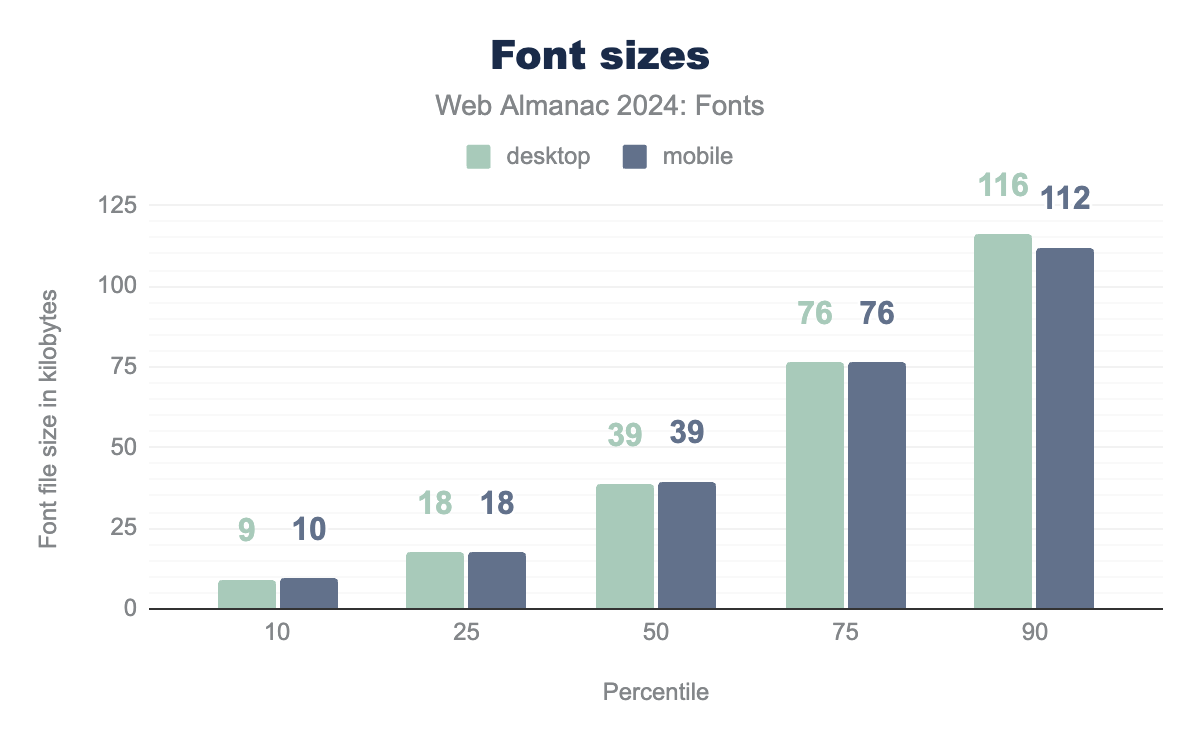 Font sizes
Web Almanac 2024: Fonts
desktop mobile
116 112
125
100
76 76
75
39 39
50
18 18
9 10
25
0
10 25 50 75 90
Font file size in kilobytes
Percentile